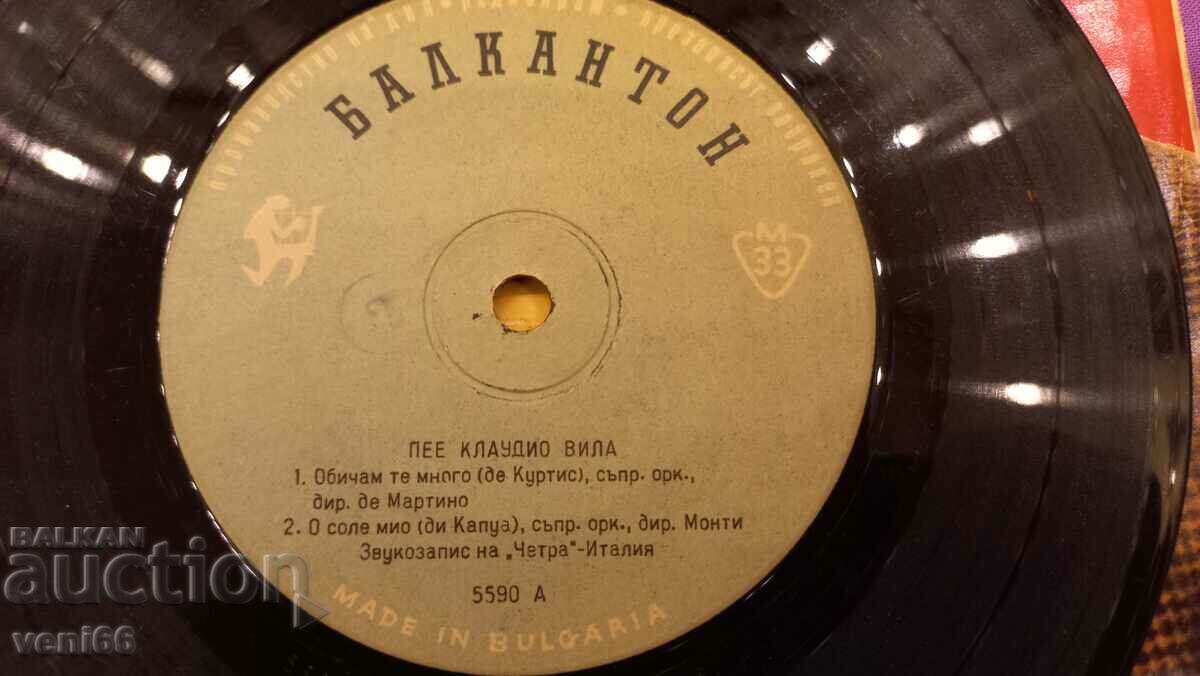 БАЛКАНТОН
М
33
ПЕЕ КЛАУДИО ВИЛА
1. Обичам те много (де Куртис), съпр. орк.,
дир. де Мартино
2. О соле мио (ди Капуа), съпр. орк., дир. Монти
Звукозапис на „Четра"-Италия
5590 А
MADE IN BULGARIA
BALKAN
auction
veni66